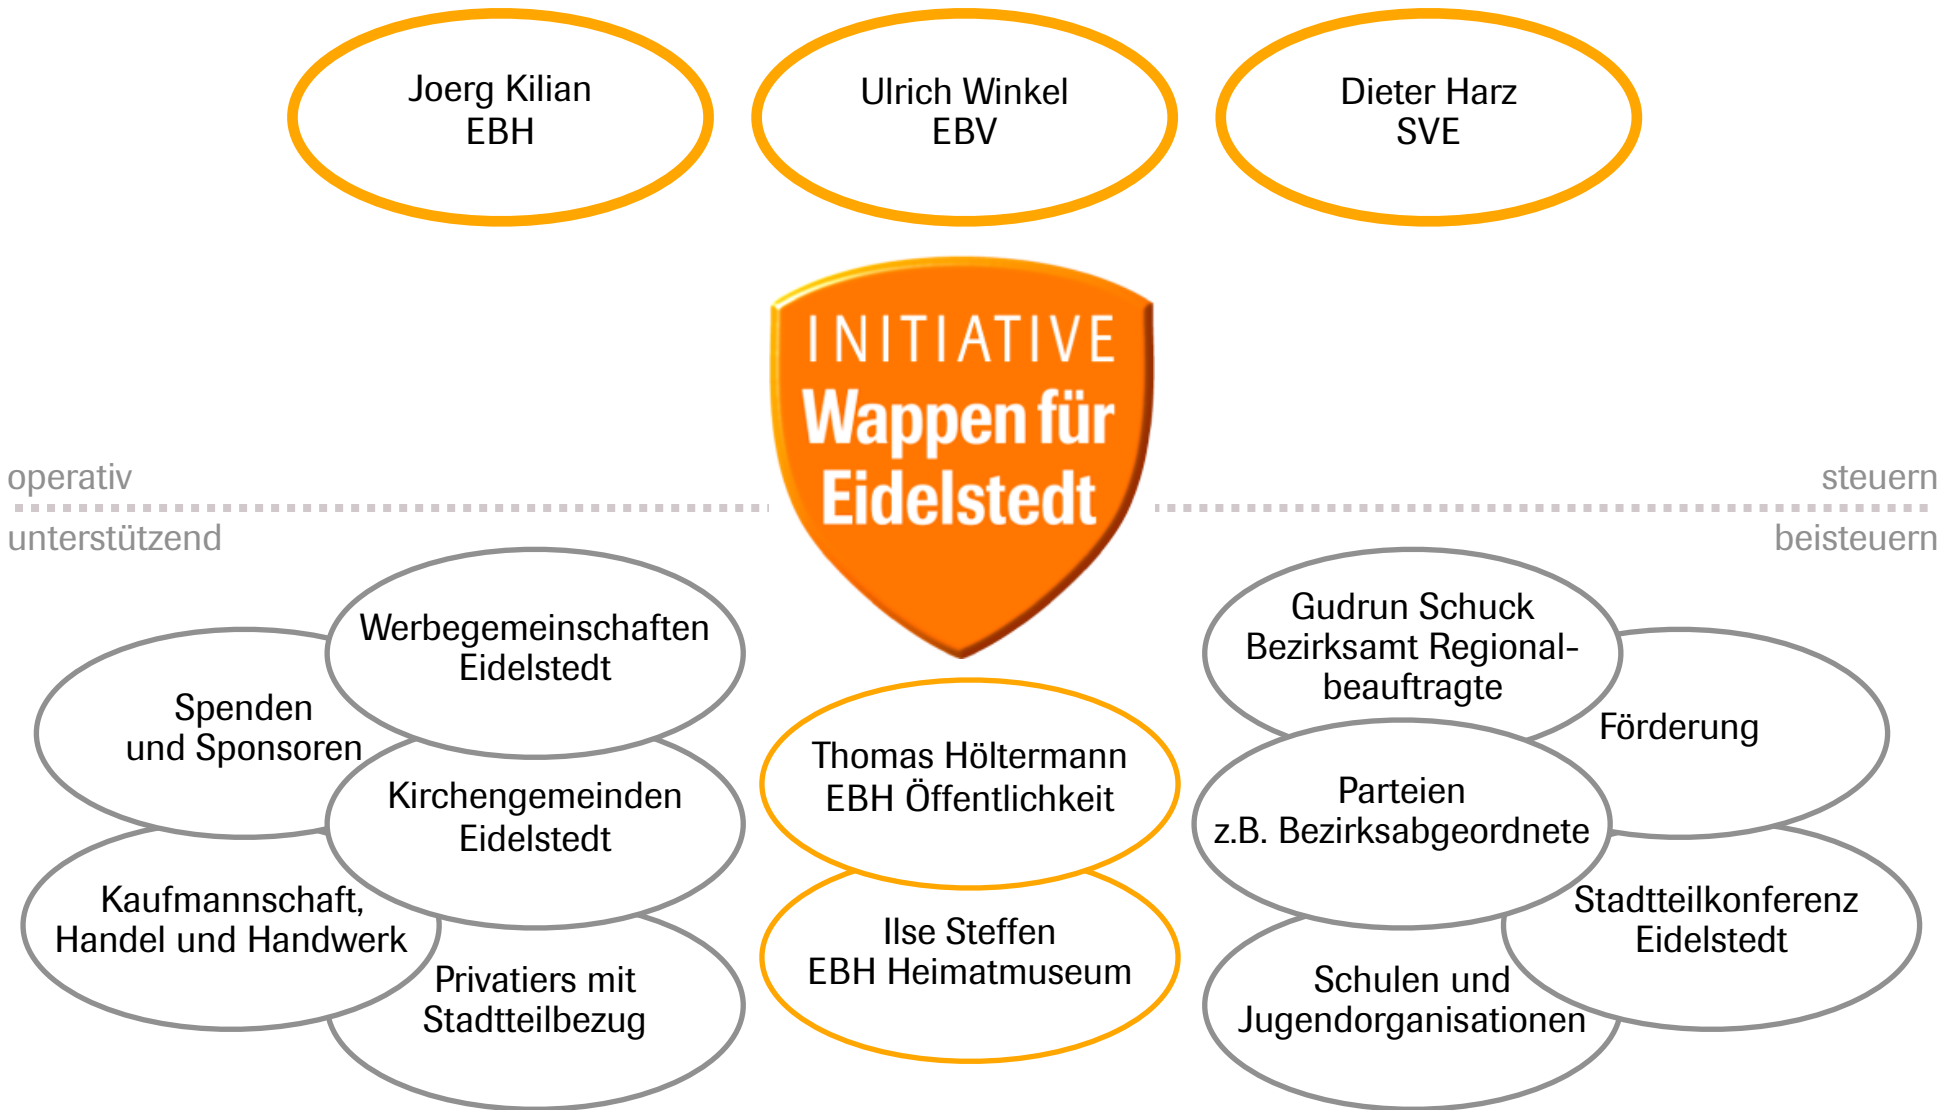 Joerg Kilian
EBH
Ulrich Winkel
EBV
Dieter Harz
SVE
INITIATIVE
Wappen für
Eidelstedt
operativ
steuern
unterstützend
beisteuern
Werbegemeinschaften
Eidelstedt
Spenden
und Sponsoren
Kirchengemeinden
Eidelstedt
Kaufmannschaft,
Handel und Handwerk
Privatiers mit
Stadtteilbezug
Thomas Höltermann
EBH Öffentlichkeit
Ilse Steffen
EBH Heimatmuseum
Gudrun Schuck
Bezirksamt Regional-
beauftragte
Förderung
Parteien
z.B. Bezirksabgeordnete
Stadtteilkonferenz
Eidelstedt
Schulen und
Jugendorganisationen